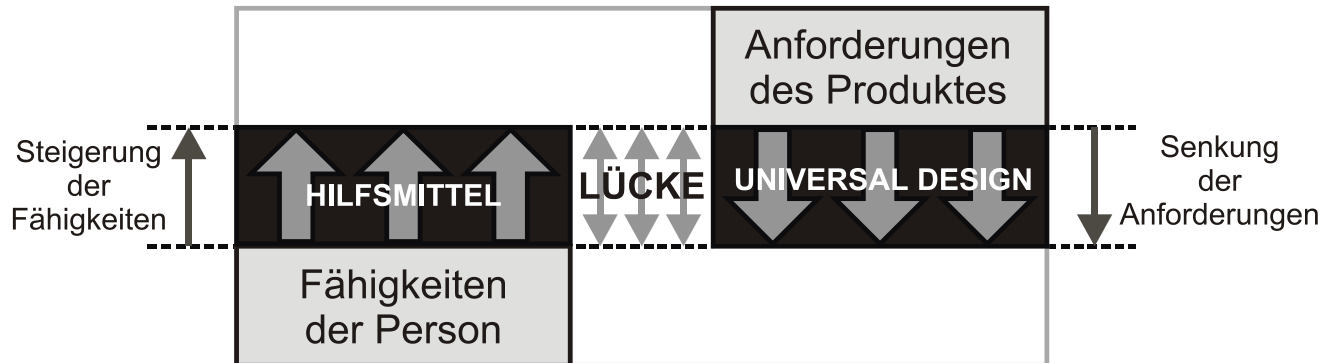 Anforderungen
des Produktes
Steigerung
der
Fähigkeiten
HILFSMITTEL
LÜCKE
UNIVERSAL DESIGN
Senkung
der
Anforderungen
Fähigkeiten
der Person